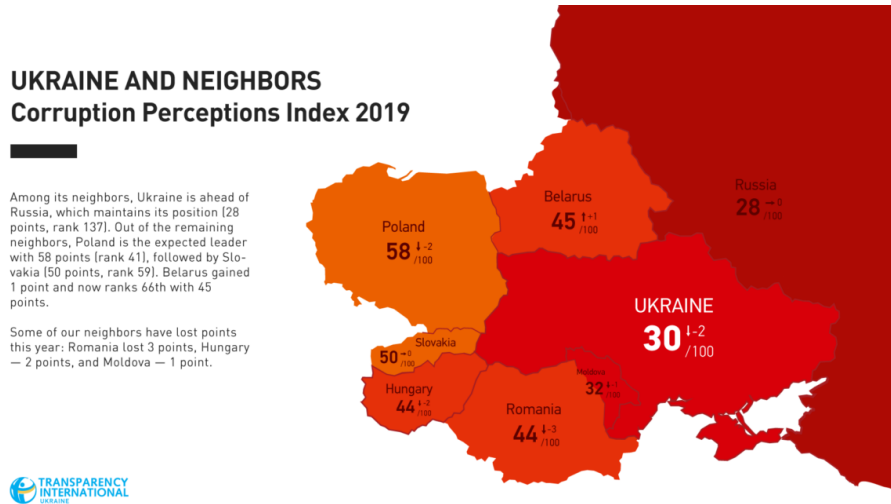 UKRAINE AND NEIGHBORS
Corruption Perceptions Index 2019
Among its neighbors, Ukraine is ahead of
Russia, which maintains its position (28
points, rank 137). Out of the remaining
neighbors, Poland is the expected leader
with 58 points (rank 41), followed by Slo-
vakia (50 points, rank 59). Belarus gained
1 point and now ranks 66th with 45
points.
Some of our neighbors have lost points
this year: Romania lost 3 points, Hungary
— 2 points, and Moldova — 1 point.
Russia
28 →0
/100
Belarus
45 ↑+1
/100
Poland
58 ↓-2
/100
UKRAINE
30 ↓-2
/100
Slovakia
50 →0
/100
Moldova
32 ↓-1
/100
Hungary
44 ↓-2
/100
Romania
44 ↓-3
/100
TRANSPARENCY
INTERNATIONAL
UKRAINE